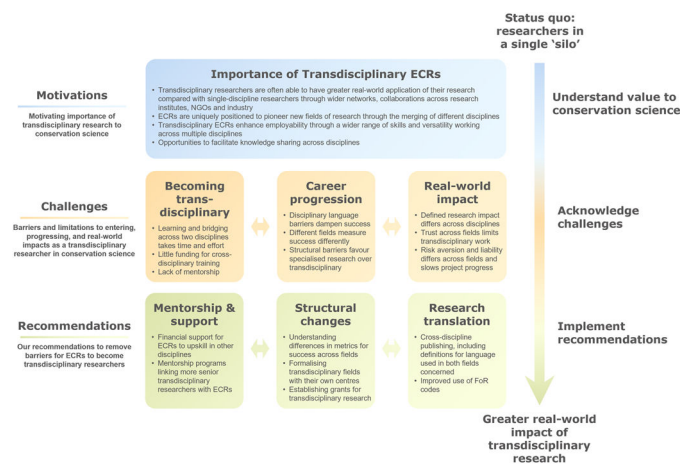 Status quo:
researchers in
a single ‘silo’
Motivations
Motivating importance of
transdisciplinary research to
conservation science
Importance of Transdisciplinary ECRs
• Transdisciplinary researchers are often able to have greater real-world application of their research
compared with single-discipline researchers through wider networks, collaborations across research
institutes, NGOs and industry
• ECRs are uniquely positioned to pioneer new fields of research through the merging of different disciplines
• Transdisciplinary ECRs enhance employability through a wider range of skills and versatility working
across multiple disciplines
• Opportunities to facilitate knowledge sharing across disciplines
Understand value to
conservation science
Challenges
Barriers and limitations to entering,
progressing, and real-world
impacts as a transdisciplinary
researcher in conservation science
Becoming
trans-
disciplinary
• Learning and bridging
across two disciplines
takes time and effort
• Little funding for cross-
disciplinary training
• Lack of mentorship
Career
progression
• Disciplinary language
barriers dampen success
• Different fields measure
success differently
• Structural barriers favour
specialised research over
transdisciplinary
Real-world
impact
• Defined research impact
differs across disciplines
• Trust across fields limits
transdisciplinary work
• Risk aversion and liability
differs across fields and
slows project progress
Acknowledge
challenges
Recommendations
Our recommendations to remove
barriers for ECRs to become
transdisciplinary researchers
Mentorship &
support
• Financial support for
ECRs to upskill in other
disciplines
• Mentorship programs
linking more senior
transdisciplinary
researchers with ECRs
Structural
changes
• Understanding
differences in metrics for
success across fields
• Formalising
transdisciplinary fields
with their own centres
• Establishing grants for
transdisciplinary research
Research
translation
• Cross-discipline
publishing, including
definitions for language
used in both fields
concerned
• Improved use of FoR
codes
Implement
recommendations
Greater real-world
impact of
transdisciplinary
research